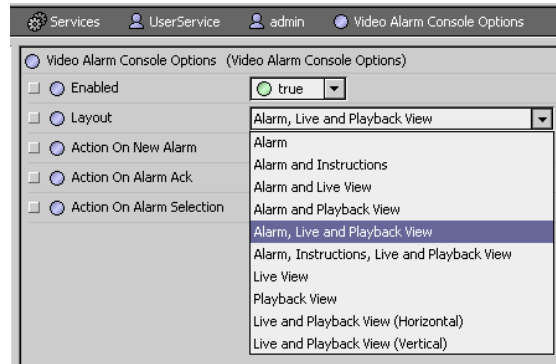 Services UserService admin Video Alarm Console Options
Video Alarm Console Options (Video Alarm Console Options)
Enabled true
Layout Alarm, Live and Playback View
Action On New Alarm
Action On Alarm Ack
Action On Alarm Selection
Alarm
Alarm and Instructions
Alarm and Live View
Alarm and Playback View
Alarm, Live and Playback View
Alarm, Instructions, Live and Playback View
Live View
Playback View
Live and Playback View (Horizontal)
Live and Playback View (Vertical)